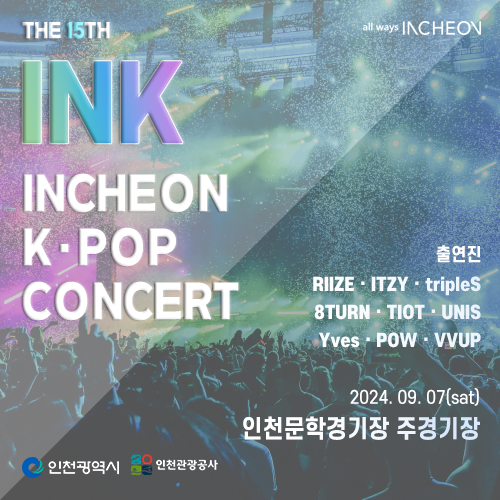 THE 15TH
all ways INCHEON
INK
INCHEON
K·POP
CONCERT
출연진
RIIZE · ITZY · tripleS
8TURN · TIOT · UNIS
Yves · POW · VVUP
2024. 09. 07(sat)
인천문학경기장 주경기장
인천광역시
인천관광공사